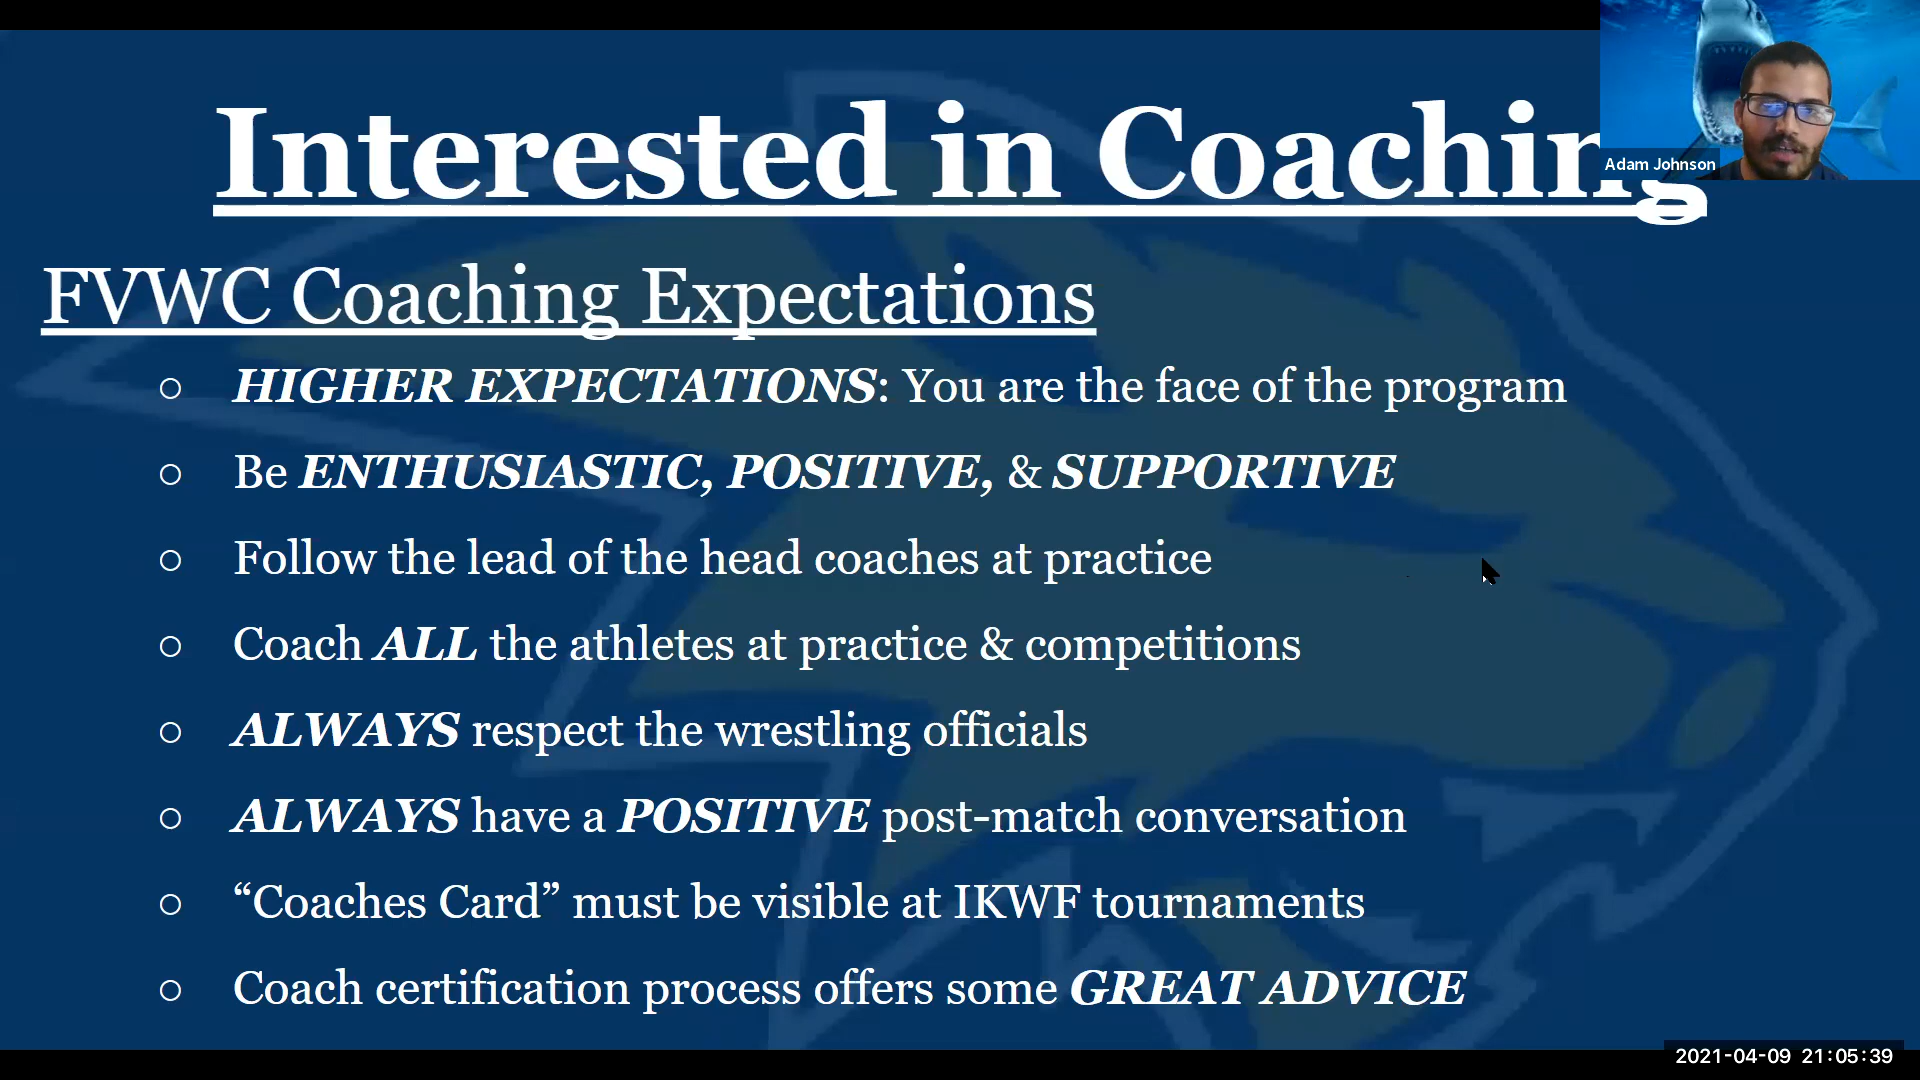 Interested in Coaching
Adam Johnson
FVWC Coaching Expectations
○ HIGHER EXPECTATIONS: You are the face of the program
○ Be ENTHUSIASTIC, POSITIVE, & SUPPORTIVE
○ Follow the lead of the head coaches at practice
○ Coach ALL the athletes at practice & competitions
○ ALWAYS respect the wrestling officials
○ ALWAYS have a POSITIVE post-match conversation
○ “Coaches Card” must be visible at IKWF tournaments
○ Coach certification process offers some GREAT ADVICE
2021-04-09 21:05:39